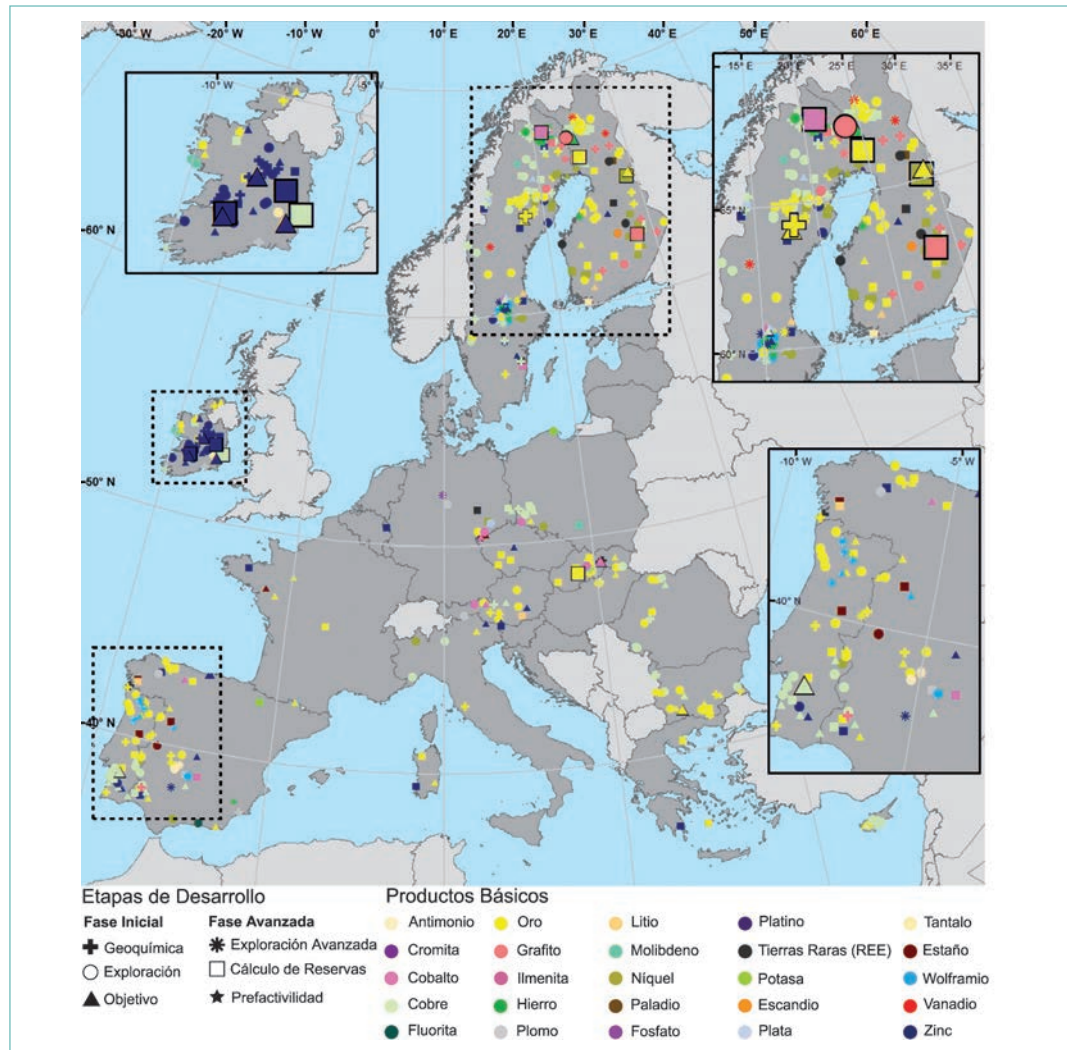 -30° W -20° W -10° W 0° 10° E 20° E 30° E 40° E 50° E 60° E
-10° W -5° W
15° E 20° E 25° E 30° E 35° E
-60° N
65° N
60° N
-50° N
-10° W -5° W
40° N
-40° N
Etapas de Desarrollo
Fase Inicial
Geoquímica
Exploración
Objetivo
Fase Avanzada
Exploración Avanzada
Cálculo de Reservas
Prefactivilidad
Productos Básicos
Antimonio
Cromita
Cobalto
Cobre
Fluorita
Oro
Grafito
Ilmenita
Hierro
Plomo
Litio
Molibdeno
Níquel
Paladio
Fosfato
Platino
Tierras Raras (REE)
Potasa
Escandio
Plata
Tantalo
Estaño
Wolframio
Vanadio
Zinc